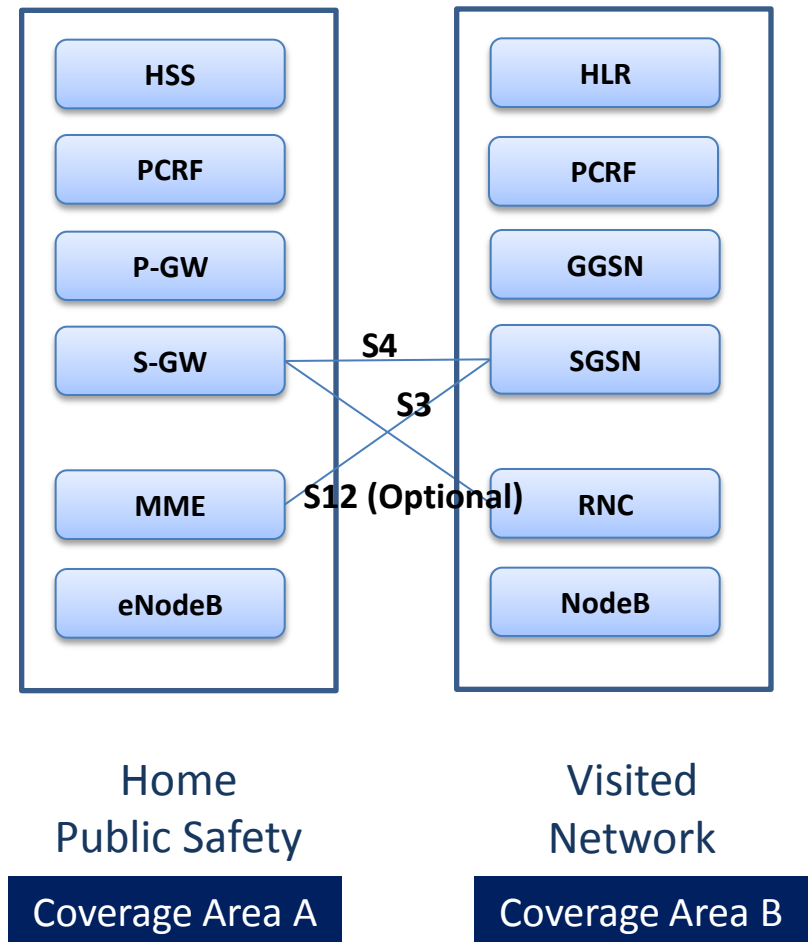 HSS
PCRF
P-GW
S-GW
MME
eNodeB
S4
S3
S12 (Optional)
HLR
PCRF
GGSN
SGSN
RNC
NodeB
Home
Public Safety
Coverage Area A
Visited
Network
Coverage Area B